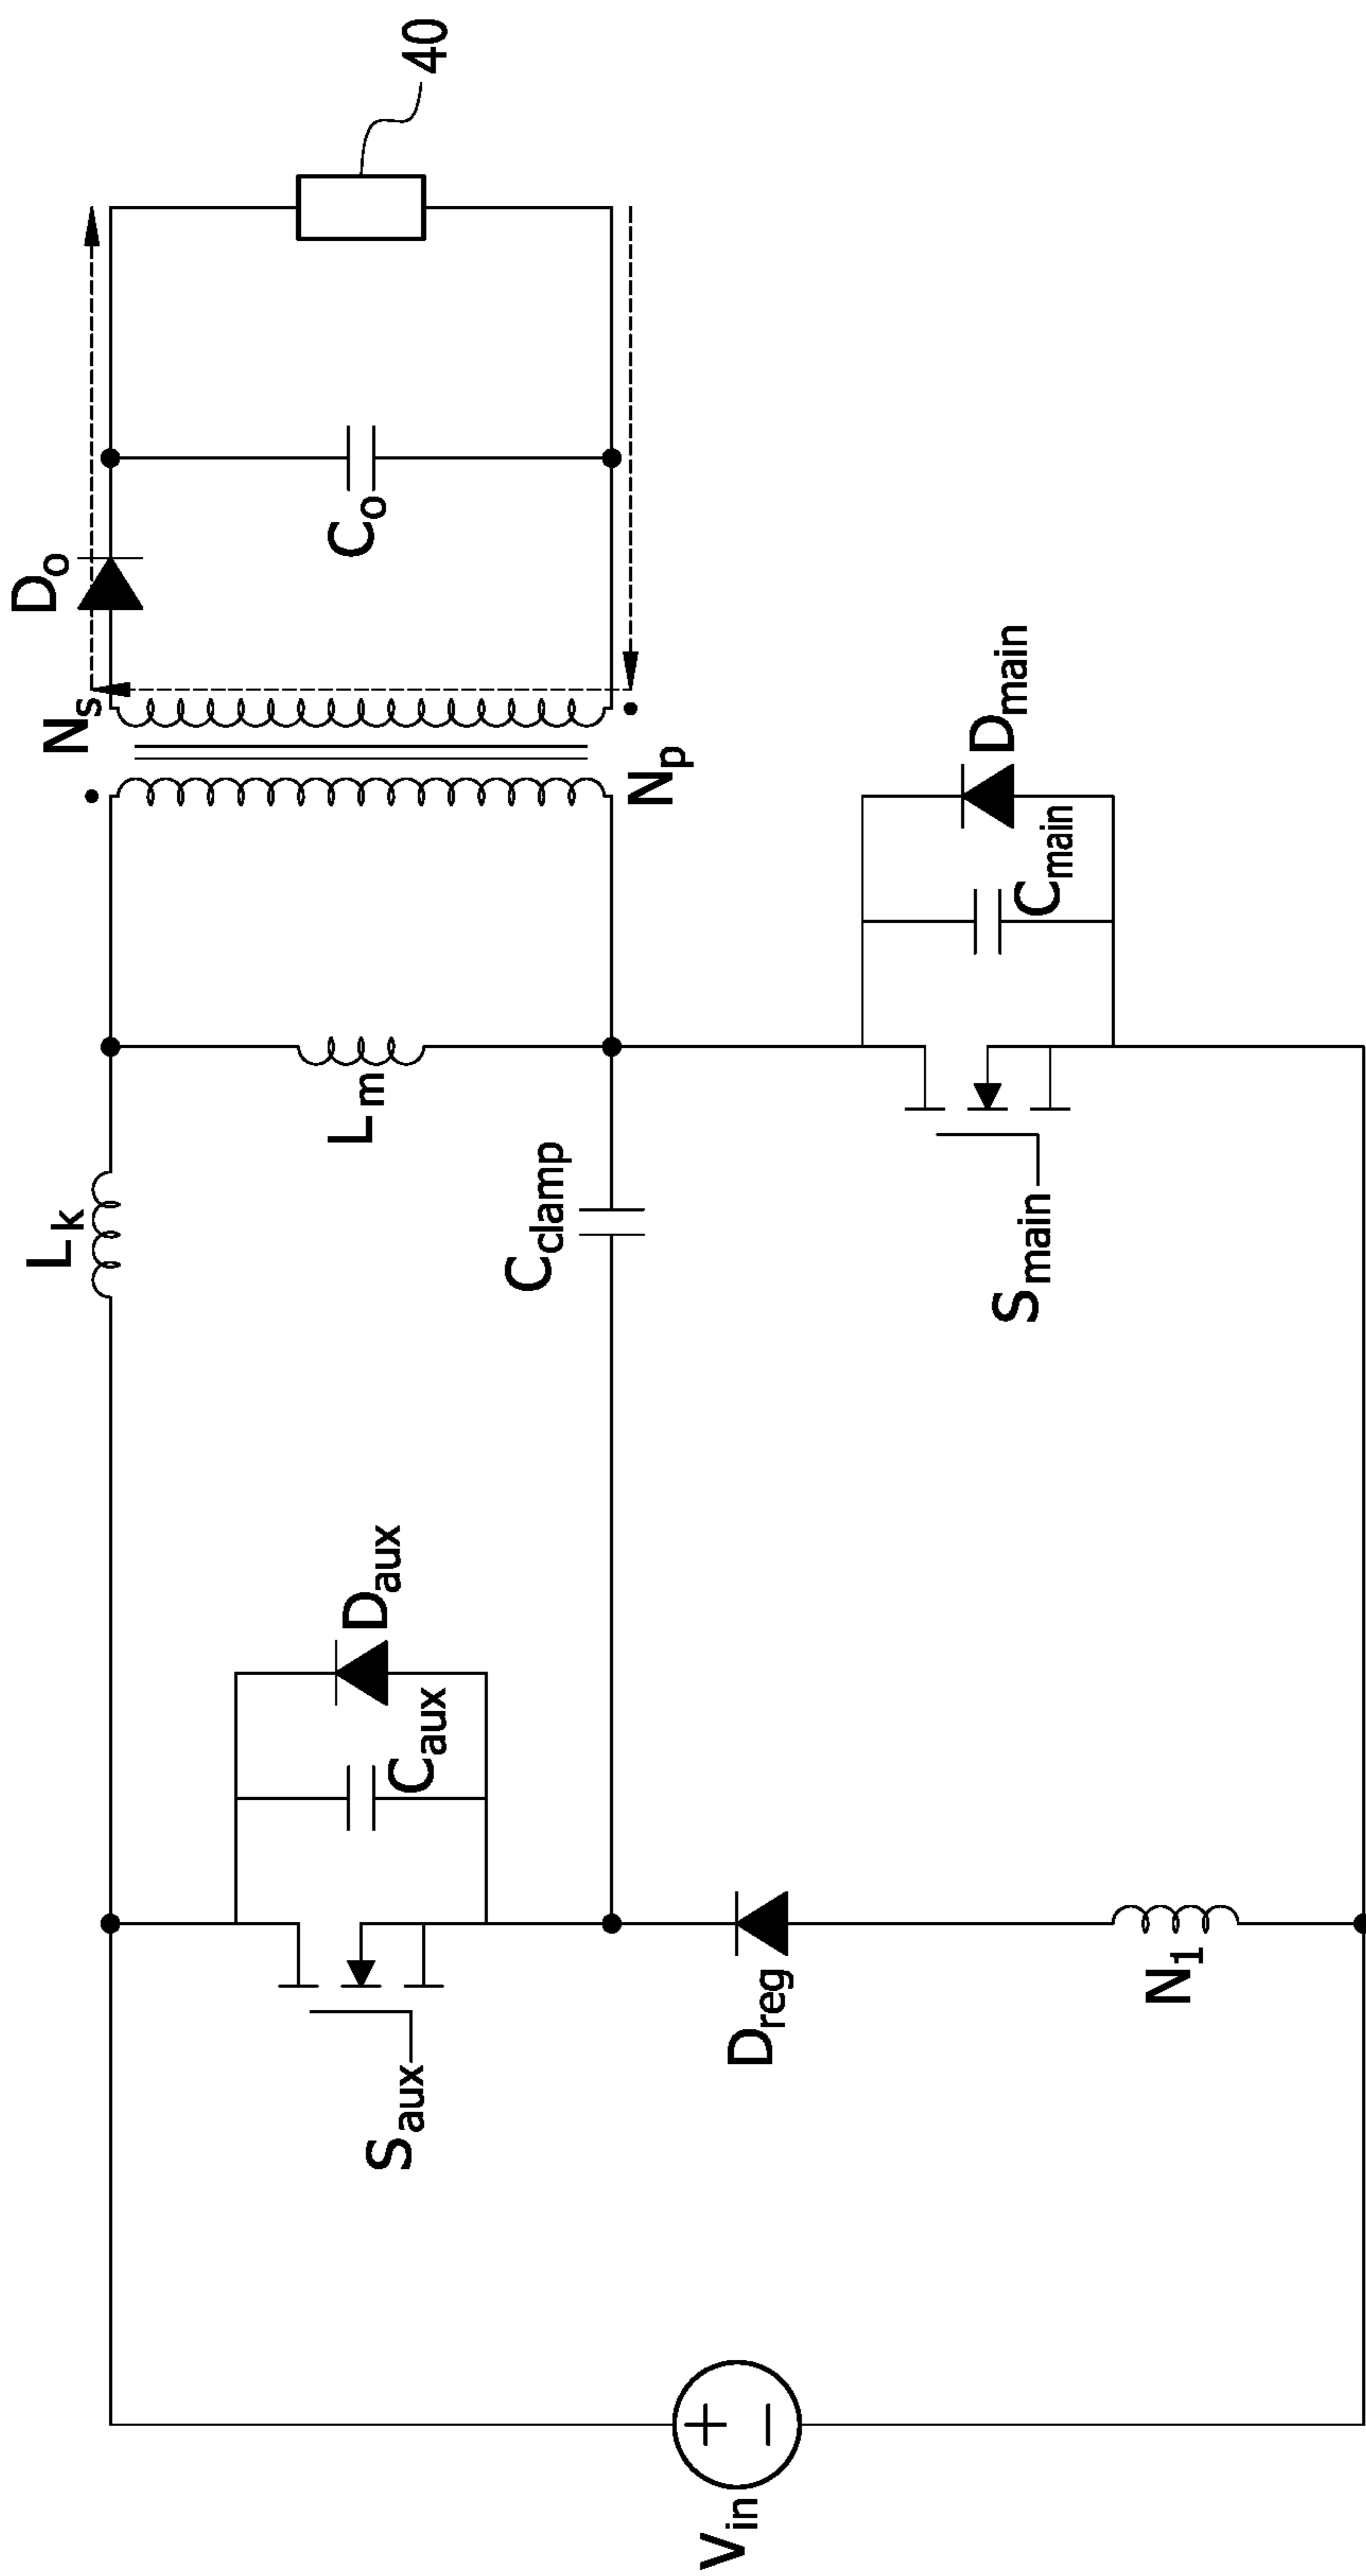 40
Do
Ns
Co
Np
Dmain
Cmain
Lm
Lk
Cclamp
Smain
Daux
Caux
Saux
Dreg
N1
Vin
+
−